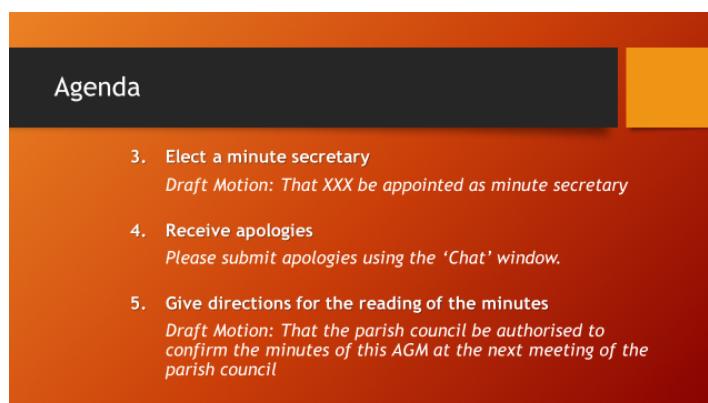 Agenda
3. Elect a minute secretary
Draft Motion: That XXX be appointed as minute secretary
4. Receive apologies
Please submit apologies using the ‘Chat’ window.
5. Give directions for the reading of the minutes
Draft Motion: That the parish council be authorised to
confirm the minutes of this AGM at the next meeting of the
parish council